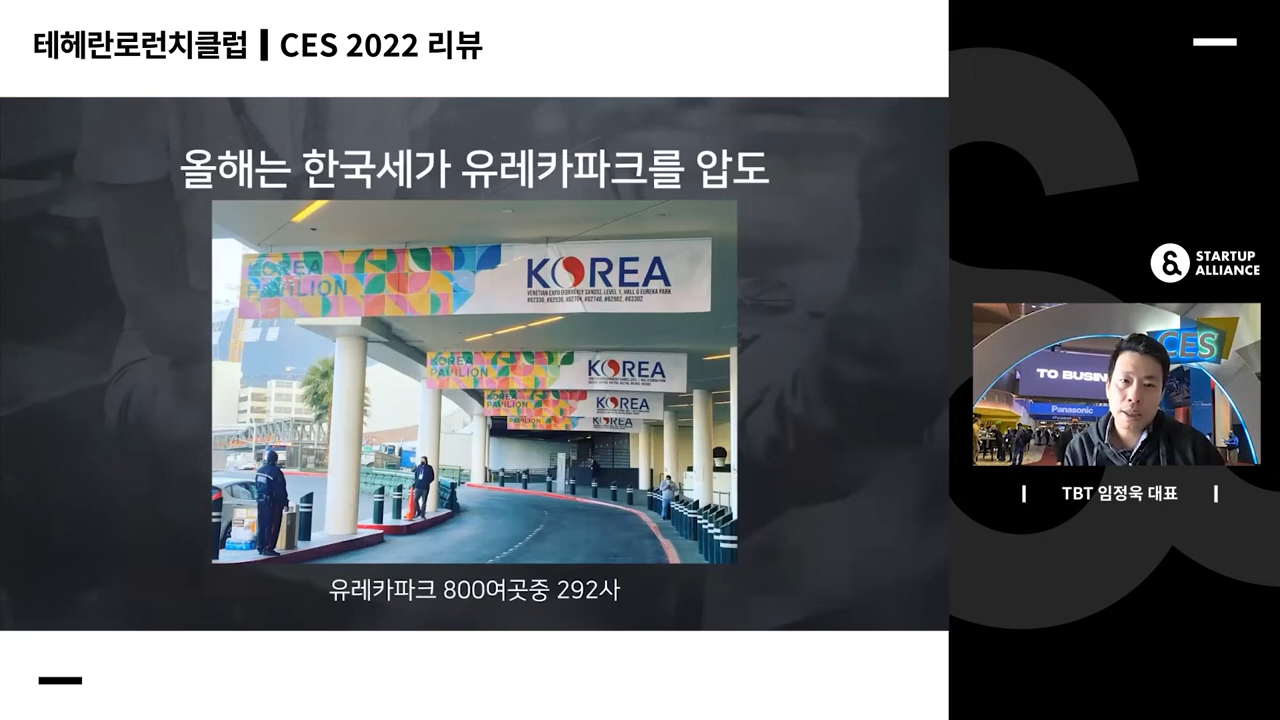 테헤란로런치클럽 | CES 2022 리뷰
올해는 한국세가 유레카파크를 압도
KOREA PAVILION
KOREA
VENETIAN EXPO (FORMERLY SANDS), LEVEL 1, HALL G EUREKA PARK
KOREA PAVILION
KOREA
KOREA PAVILION
KOREA
PAVILION
KOREA
유레카파크 800여곳중 292사
STARTUP ALLIANCE
CES
TO BUSIN
Panasonic
TBT 임정욱 대표